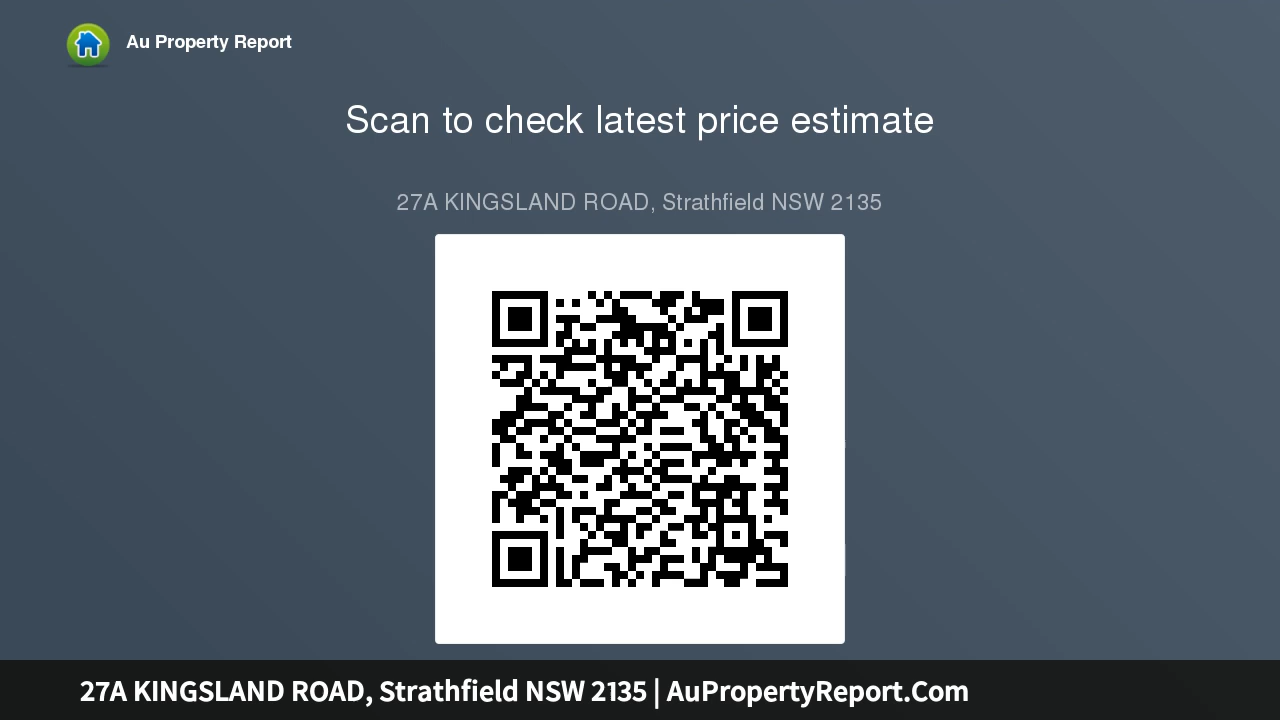 Au Property Report
Scan to check latest price estimate
27A KINGSLAND ROAD, Strathfield NSW 2135
27A KINGSLAND ROAD, Strathfield NSW 2135 | AuPropertyReport.Com